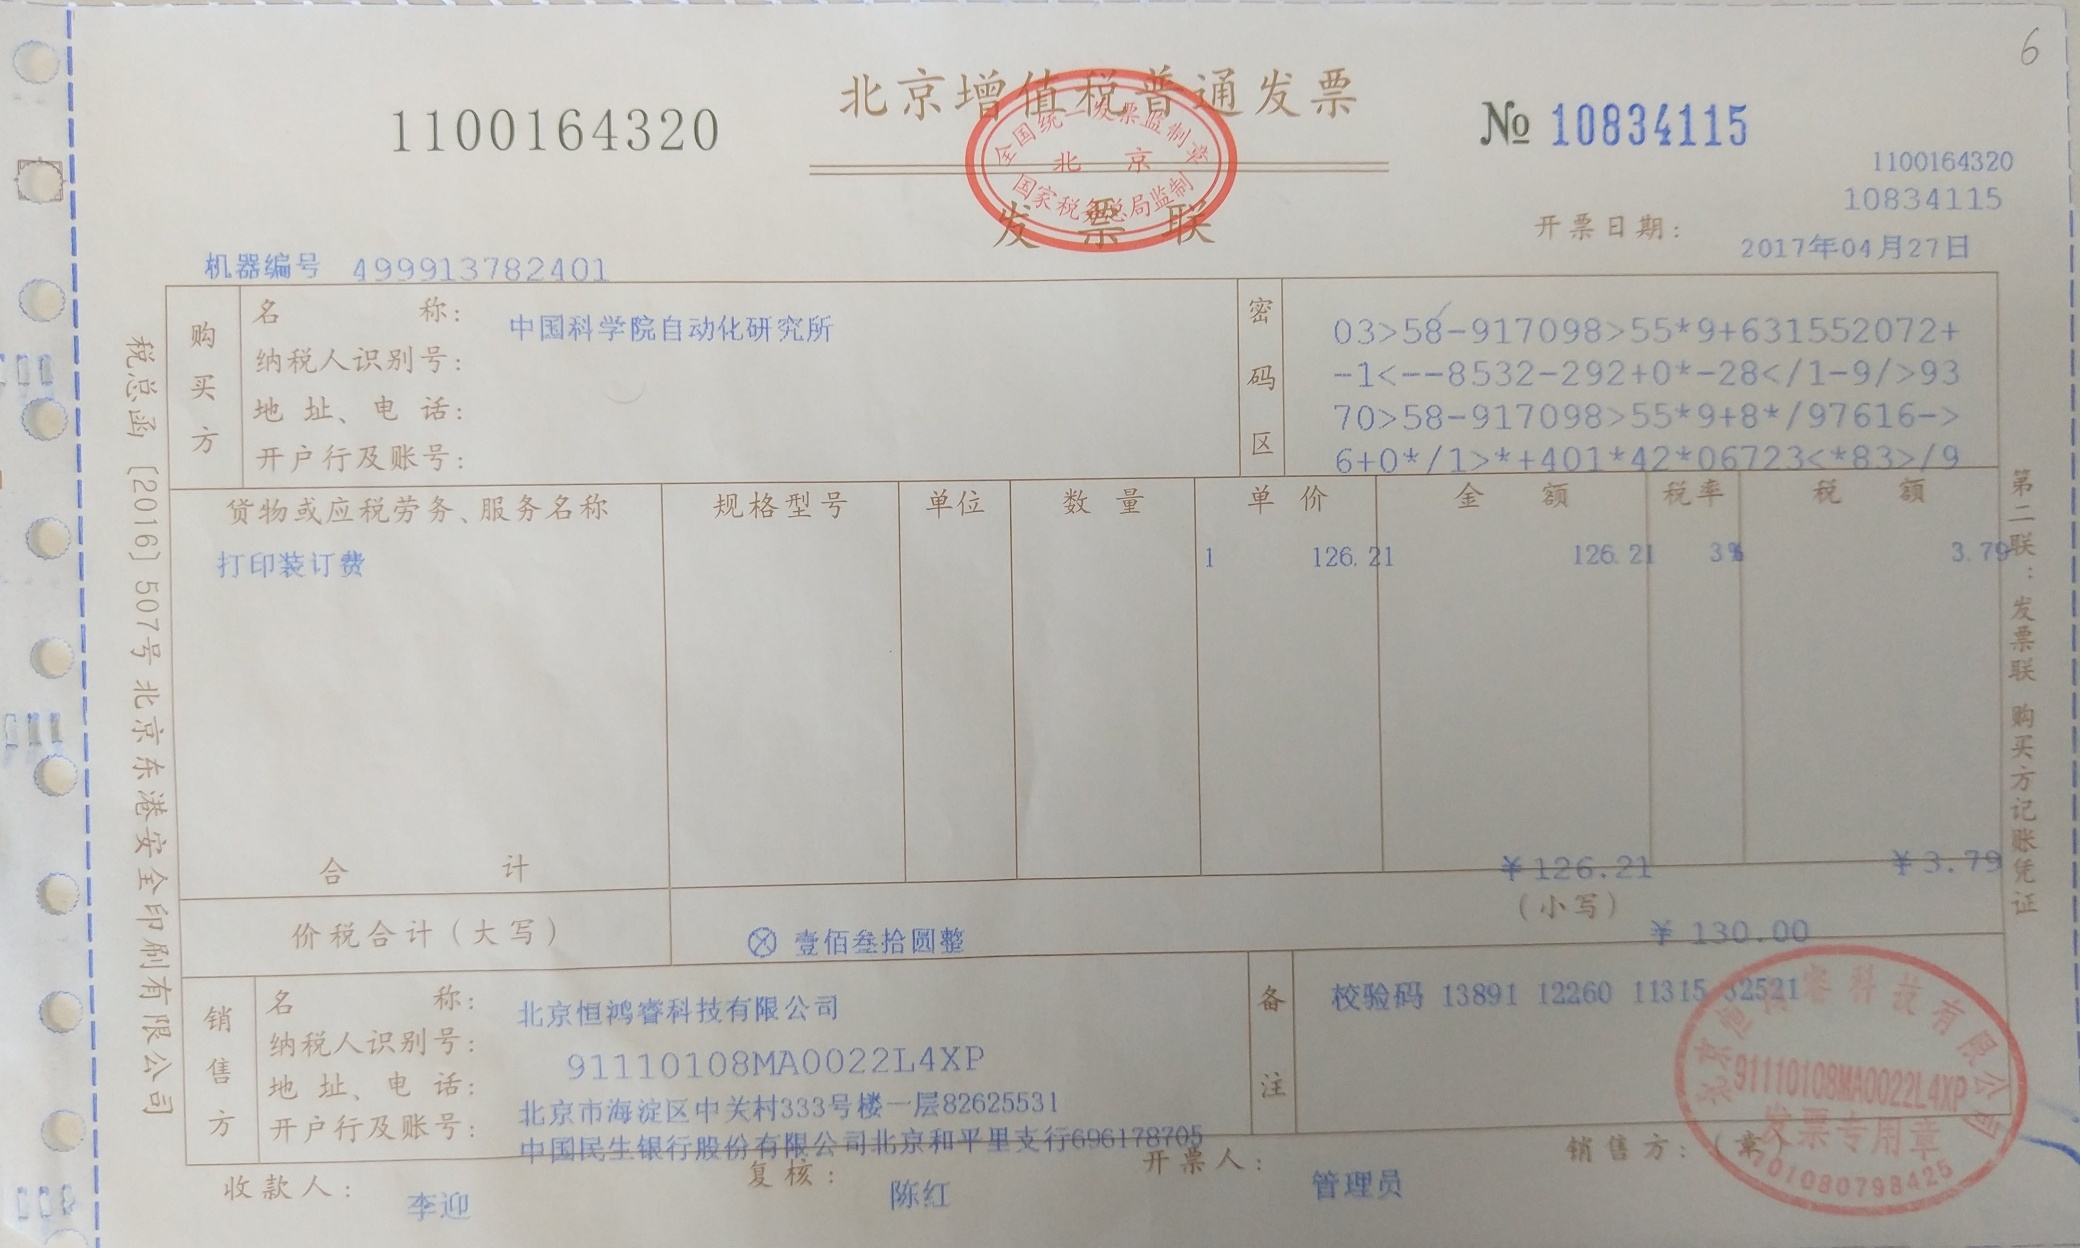 6
北京增值税普通发票
1100164320
№ 10834115
全国统一发票监制章
北京
国家税务总局监制
1100164320
10834115
发票联
开票日期:
2017年04月27日
机器编号 499913782401
购买方
名称:
中国科学院自动化研究所
纳税人识别号:
地址、电话:
开户行及账号:
密码区
03>58-917098>55*9+631552072+
-1<--8532-292+0*-28</1-9/>93
70>58-917098>55*9+8*/97616->
6+0*/1>*+401*42*06723<*83>/9
货物或应税劳务、服务名称 规格型号 单位 数量 单价 金额 税率 税额
打印装订费 1 126.21 126.21 3% 3.79
合计 ¥126.21 ¥3.79
价税合计(大写) ⊗ 壹佰叁拾圆整 (小写) ¥ 130.00
销售方
名称: 北京恒鸿睿科技有限公司
纳税人识别号: 91110108MA0022L4XP
地址、电话: 北京市海淀区中关村333号楼一层82625531
开户行及账号: 中国民生银行股份有限公司北京和平里支行696178705
备注
校验码 13891 12260 11315 32521
收款人: 李迎 复核: 陈红 开票人: 管理员 销售方:(章)
北京恒鸿睿科技有限公司
91110108MA0022L4XP
发票专用章
税总函[2016]507号北京东港安全印刷有限公司
第二联:发票联 购买方记账凭证